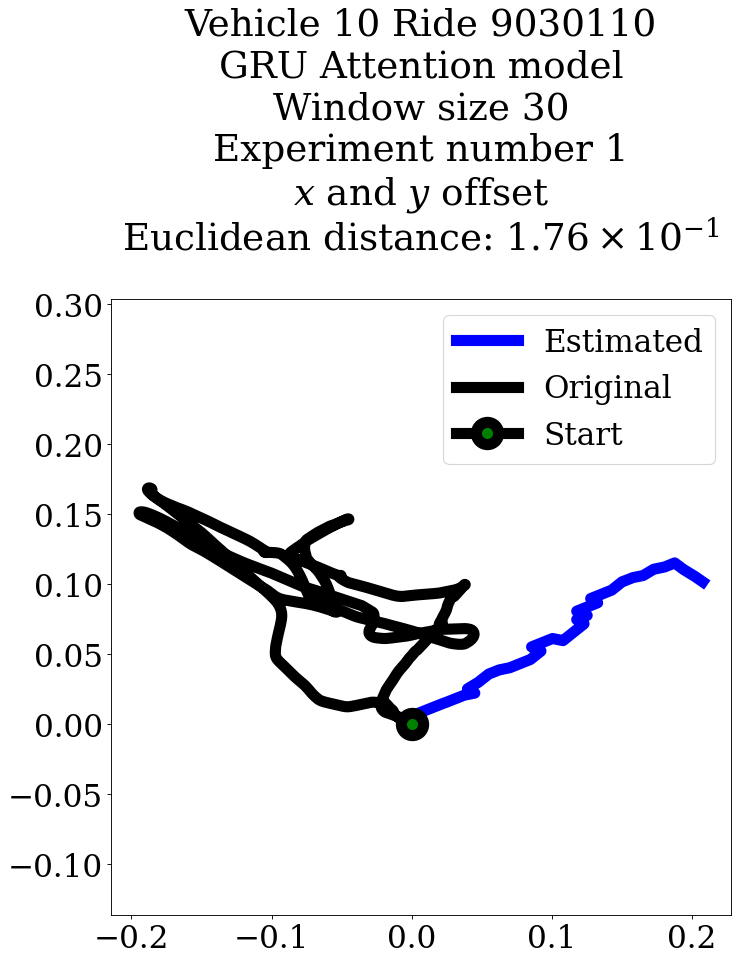 Vehicle 10 Ride 9030110
GRU Attention model
Window size 30
Experiment number 1
x and y offset
Euclidean distance: 1.76 × 10⁻¹
Estimated
Original
Start
0.30
0.25
0.20
0.15
0.10
0.05
0.00
−0.05
−0.10
−0.2 −0.1 0.0 0.1 0.2